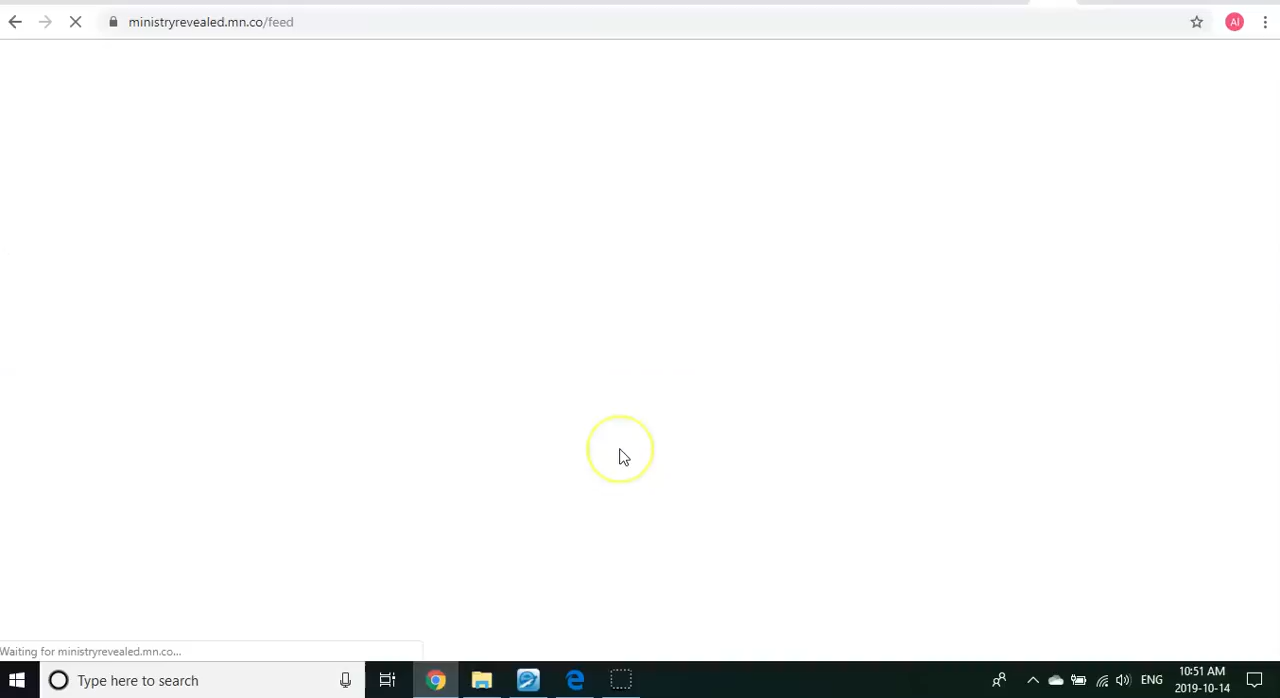 ministryrevealed.mn.co/feed
AI
Waiting for ministryrevealed.mn.co...
Type here to search
ENG
10:51 AM
2019-10-14